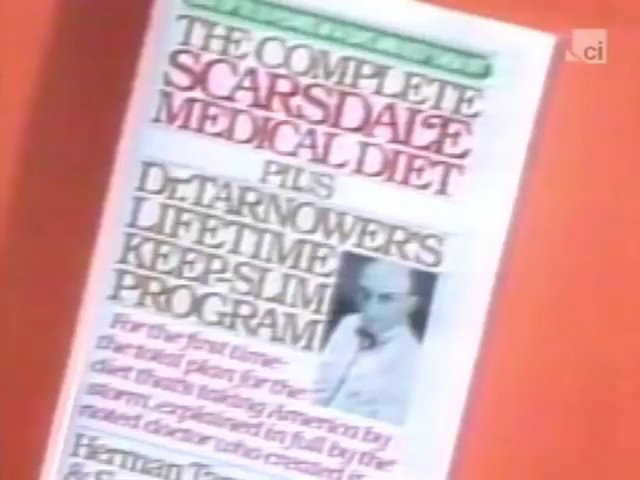 THE COMPLETE
SCARSDALE
MEDICAL DIET
PLUS
Dr. TARNOWER'S
LIFETIME
KEEP-SLIM
PROGRAM
For the first time-
the total plan for the
diet that's taking America by
storm, explained in full by the
noted doctor who created it
Herman
ci